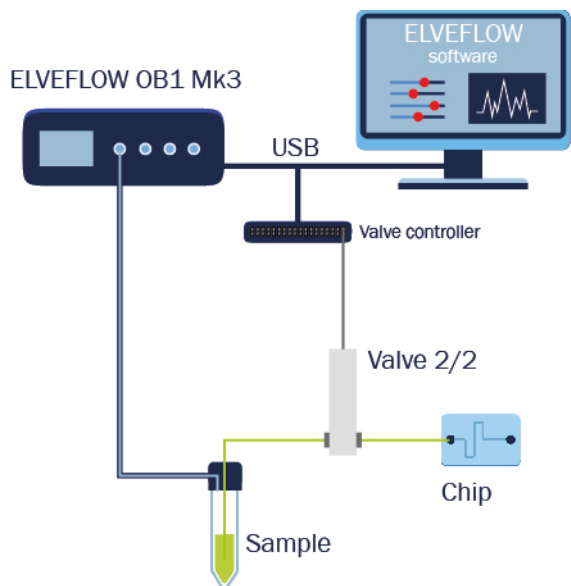 ELVEFLOW
software
ELVEFLOW OB1 Mk3
USB
Valve controller
Valve 2/2
Chip
Sample